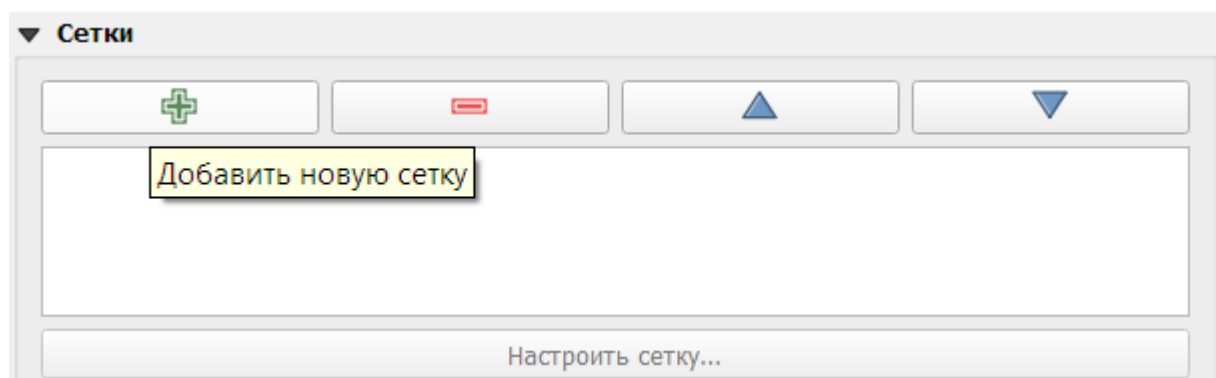 Сетки
Добавить новую сетку
Настроить сетку...